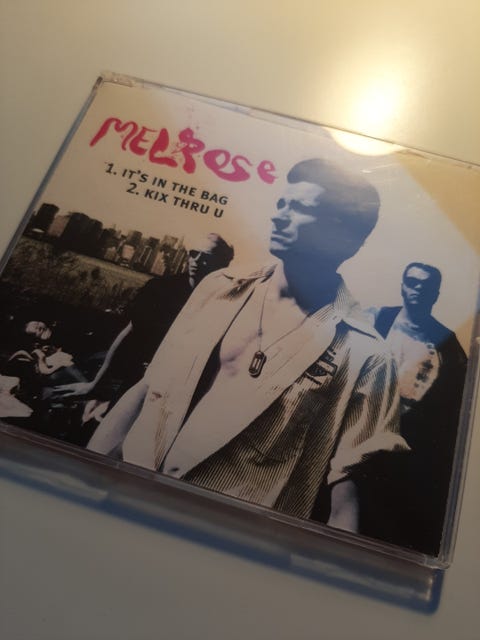 MELROSE
1. IT'S IN THE BAG
2. KIX THRU U